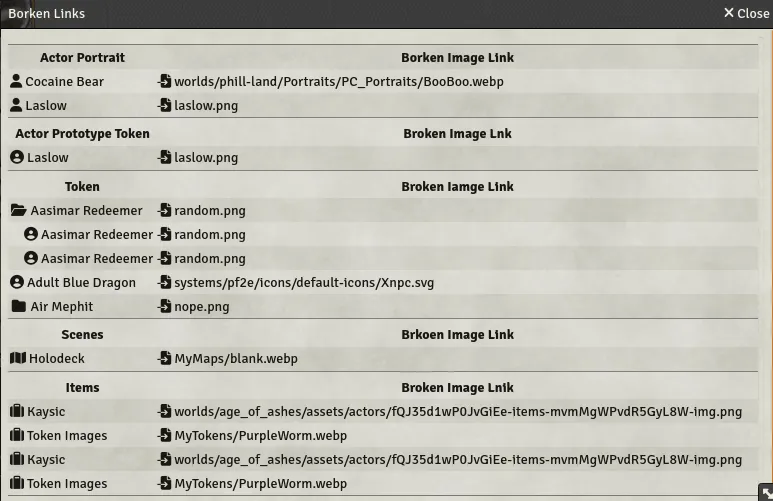 Borken Links Close
Actor Portrait Borken Image Link
Cocaine Bear worlds/phill-land/Portraits/PC_Portraits/BooBoo.webp
Laslow laslow.png
Actor Prototype Token Broken Image Lnk
Laslow laslow.png
Token Broken Iamge Link
Aasimar Redeemer random.png
Aasimar Redeemer random.png
Aasimar Redeemer random.png
Adult Blue Dragon systems/pf2e/icons/default-icons/Xnpc.svg
Air Mephit nope.png
Scenes Brkoen Image Link
Holodeck MyMaps/blank.webp
Items Broken Image Lnik
Kaysic worlds/age_of_ashes/assets/actors/fQJ35d1wP0JvGiEe-items-mvmMgWPvdR5GyL8W-img.png
Token Images MyTokens/PurpleWorm.webp
Kaysic worlds/age_of_ashes/assets/actors/fQJ35d1wP0JvGiEe-items-mvmMgWPvdR5GyL8W-img.png
Token Images MyTokens/PurpleWorm.webp